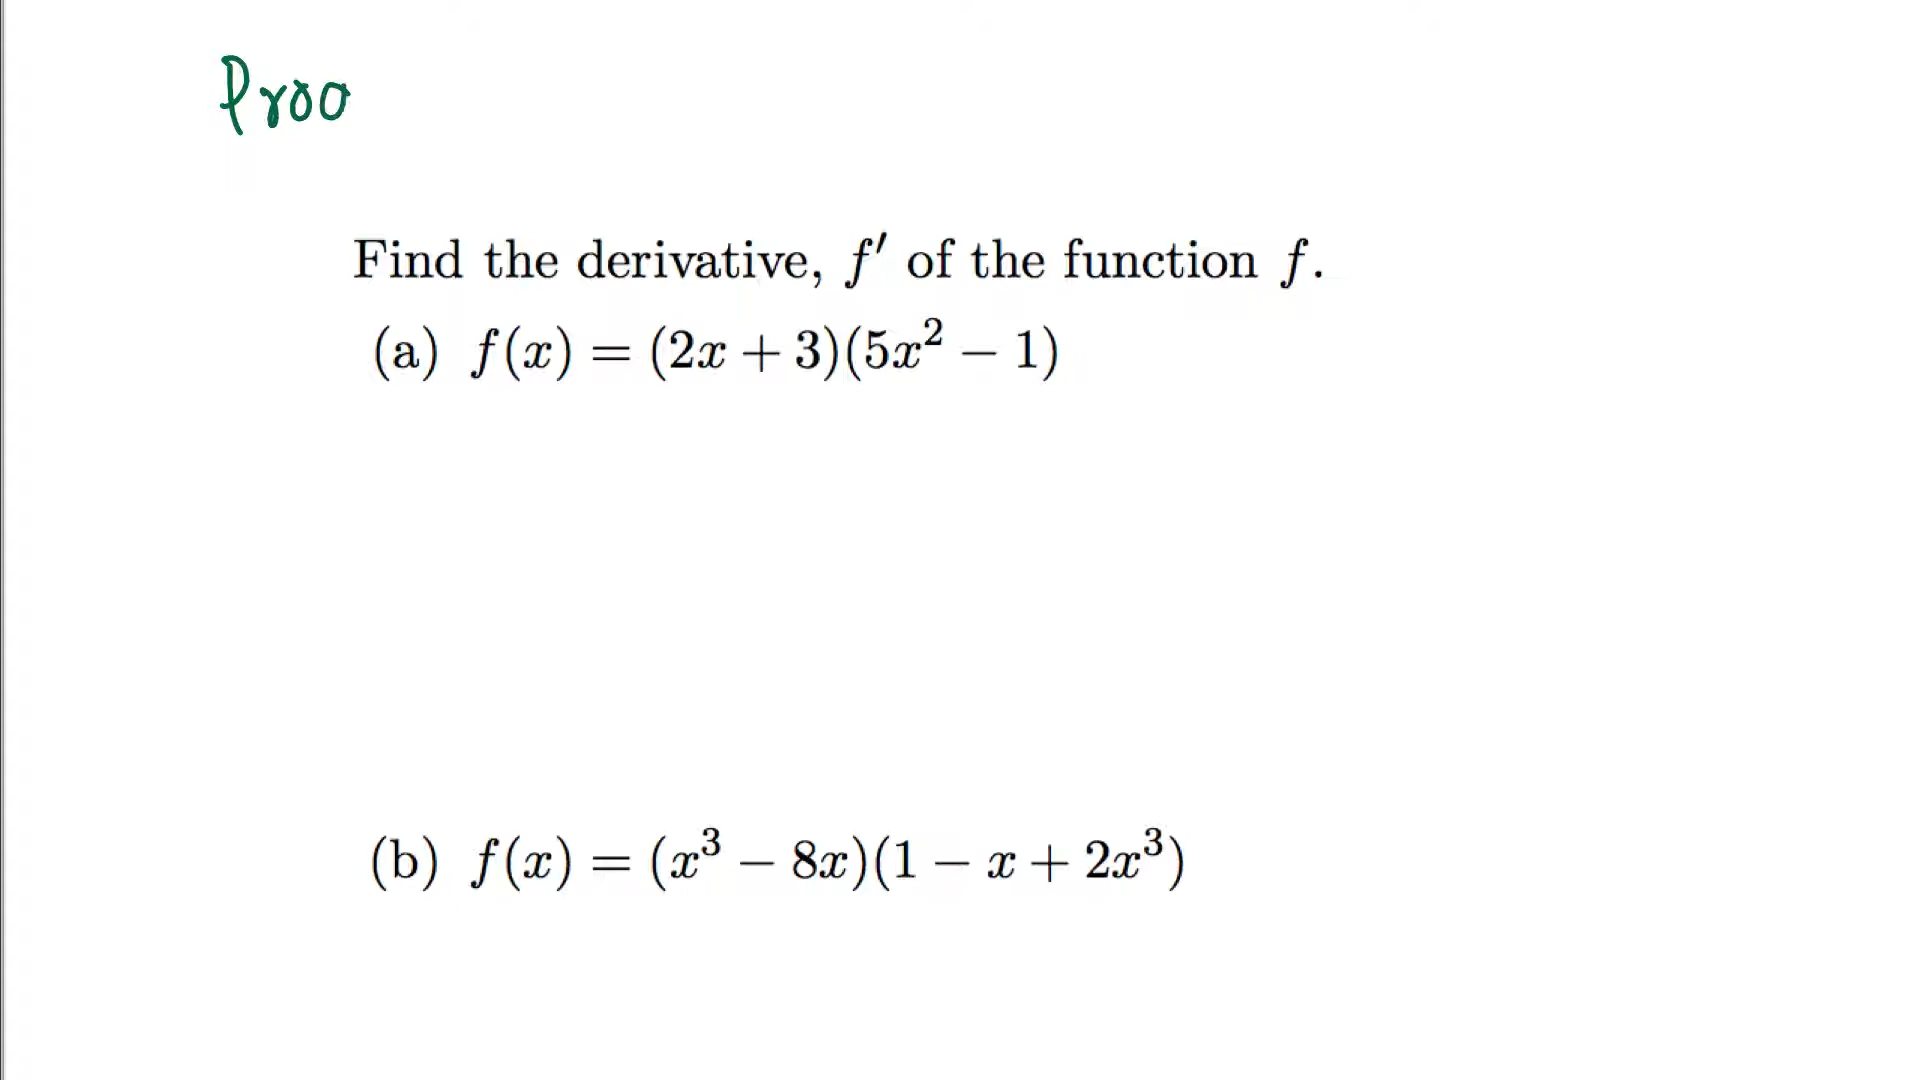 Proo
Find the derivative, f′ of the function f.
(a) f(x) = (2x + 3)(5x² − 1)
(b) f(x) = (x³ − 8x)(1 − x + 2x³)